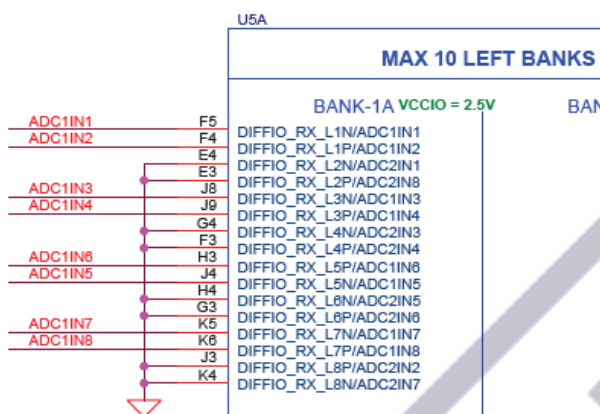 U5A
MAX 10 LEFT BANKS
BANK-1A VCCIO = 2.5V
BAN
ADC1IN1 F5 DIFFIO_RX_L1N/ADC1IN1
ADC1IN2 F4 DIFFIO_RX_L1P/ADC1IN2
E4 DIFFIO_RX_L2N/ADC2IN1
E3 DIFFIO_RX_L2P/ADC2IN8
ADC1IN3 J8 DIFFIO_RX_L3N/ADC1IN3
ADC1IN4 J9 DIFFIO_RX_L3P/ADC1IN4
G4 DIFFIO_RX_L4N/ADC2IN3
F3 DIFFIO_RX_L4P/ADC2IN4
ADC1IN6 H3 DIFFIO_RX_L5P/ADC1IN6
ADC1IN5 J4 DIFFIO_RX_L5N/ADC1IN5
H4 DIFFIO_RX_L6N/ADC2IN5
G3 DIFFIO_RX_L6P/ADC2IN6
ADC1IN7 K5 DIFFIO_RX_L7N/ADC1IN7
ADC1IN8 K6 DIFFIO_RX_L7P/ADC1IN8
J3 DIFFIO_RX_L8P/ADC2IN2
K4 DIFFIO_RX_L8N/ADC2IN7